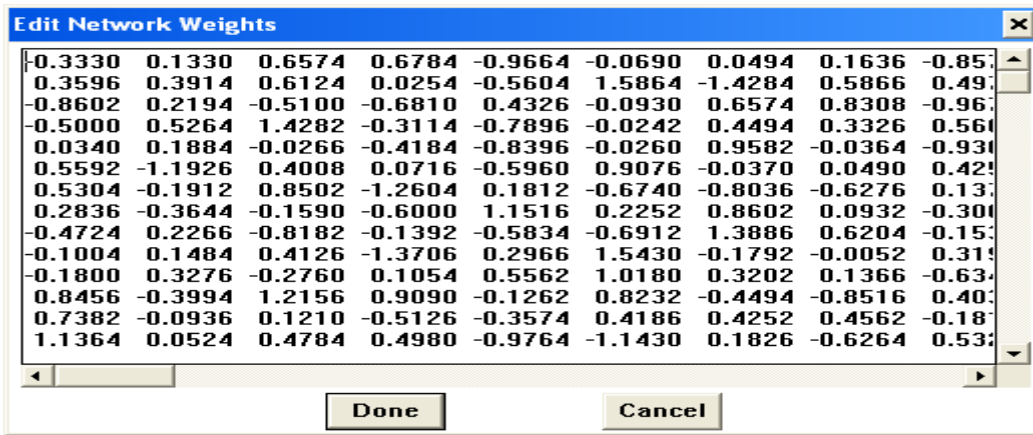 Edit Network Weights
-0.3330 0.1330 0.6574 0.6784 -0.9664 -0.0690 0.0494 0.1636
0.3596 0.3914 0.6124 0.0254 -0.5604 1.5864 -1.4284 0.5866
-0.8602 0.2194 -0.5100 -0.6810 0.4326 -0.0930 0.6574 0.8308
-0.5000 0.5264 1.4282 -0.3114 -0.7896 -0.0242 0.4494 0.3326
0.0340 0.1884 -0.0266 -0.4184 -0.8396 -0.0260 0.9582 -0.0364
0.5592 -1.1926 0.4008 0.0716 -0.5960 0.9076 -0.0370 0.0490
0.5304 -0.1912 0.8502 -1.2604 0.1812 -0.6740 -0.8036 -0.6276
0.2836 -0.3644 -0.1590 -0.6000 1.1516 0.2252 0.8602 0.0932
-0.4724 0.2266 -0.8182 -0.1392 -0.5834 -0.6912 1.3886 0.6204
-0.1004 0.1484 0.4126 -1.3706 0.2966 1.5430 -0.1792 -0.0052
-0.1800 0.3276 -0.2760 0.1054 0.5562 1.0180 0.3202 0.1366
0.8456 -0.3994 1.2156 0.9090 -0.1262 0.8232 -0.4494 -0.8516
0.7382 -0.0936 0.1210 -0.5126 -0.3574 0.4186 0.4252 0.4562
1.1364 0.0524 0.4784 0.4980 -0.9764 -1.1430 0.1826 -0.6264
Done Cancel